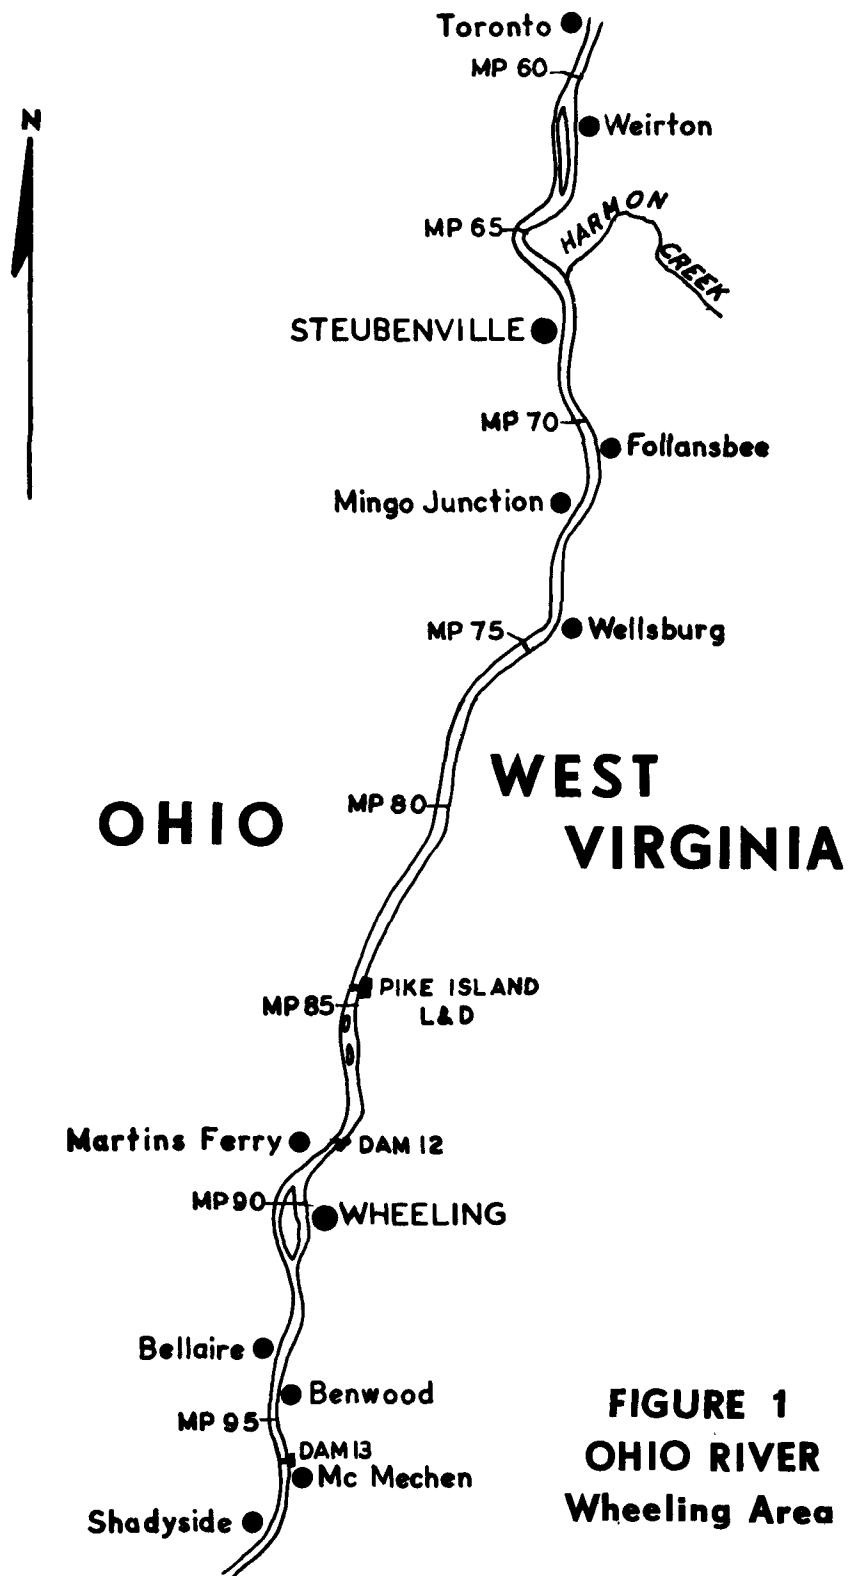 Toronto
MP 60
N
Weirton
MP 65
HARMON
CREEK
STEUBENVILLE
MP 70
Follansbee
Mingo Junction
MP 75
Wellsburg
WEST
VIRGINIA
OHIO
MP 80
PIKE ISLAND
L&D
MP 85
Martins Ferry
DAM 12
MP 90
WHEELING
Bellaire
Benwood
MP 95
DAM 13
Mc Mechen
Shadyside
FIGURE 1
OHIO RIVER
Wheeling Area